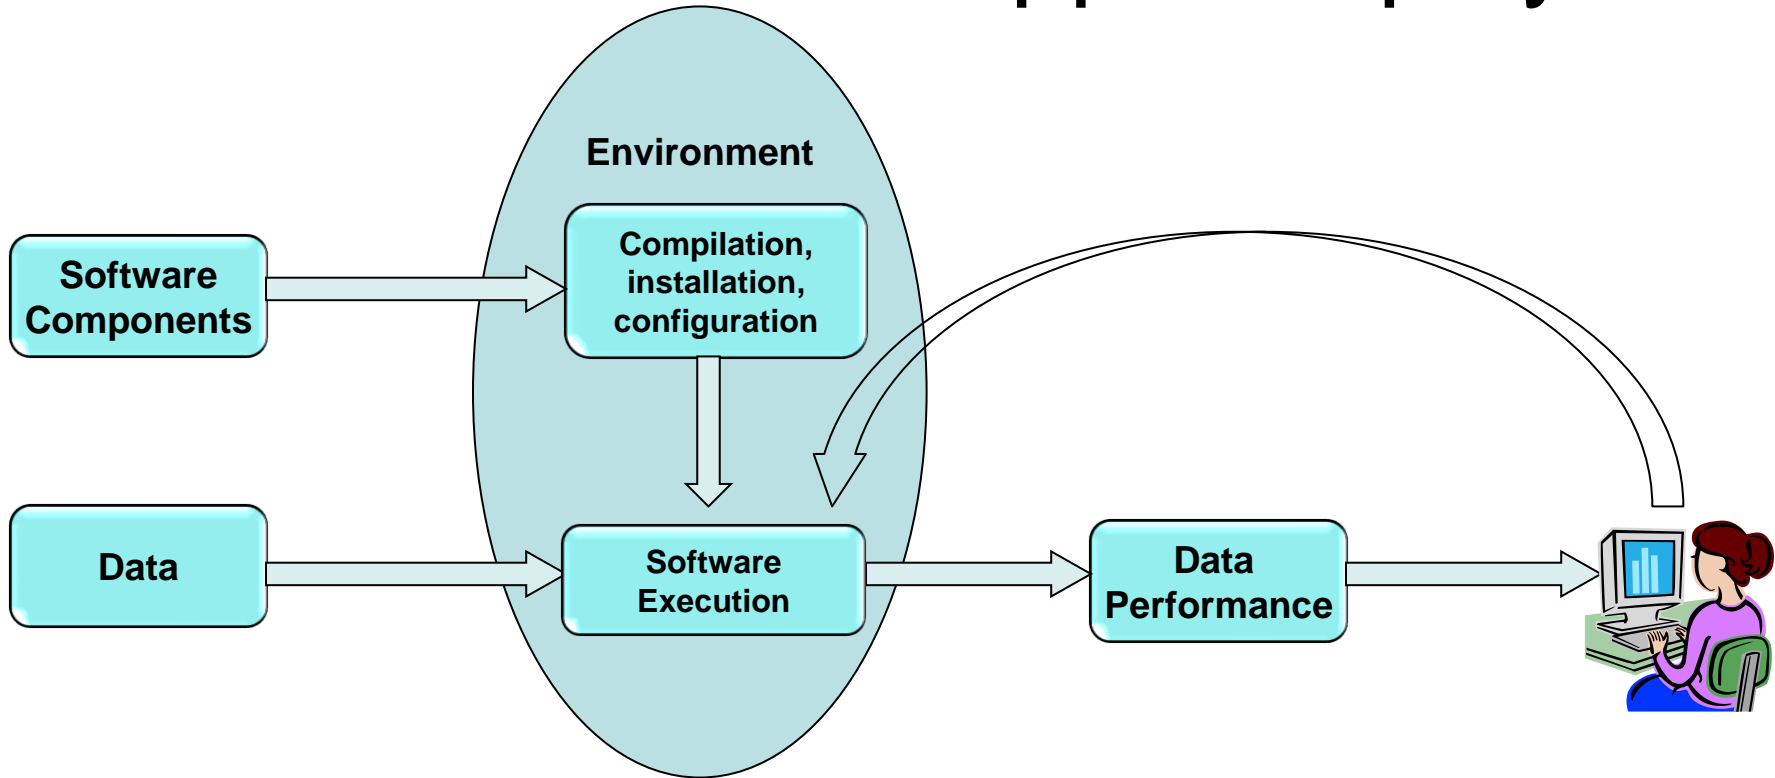 Environment
Software
Components
Compilation,
installation,
configuration
Data
Software
Execution
Data
Performance